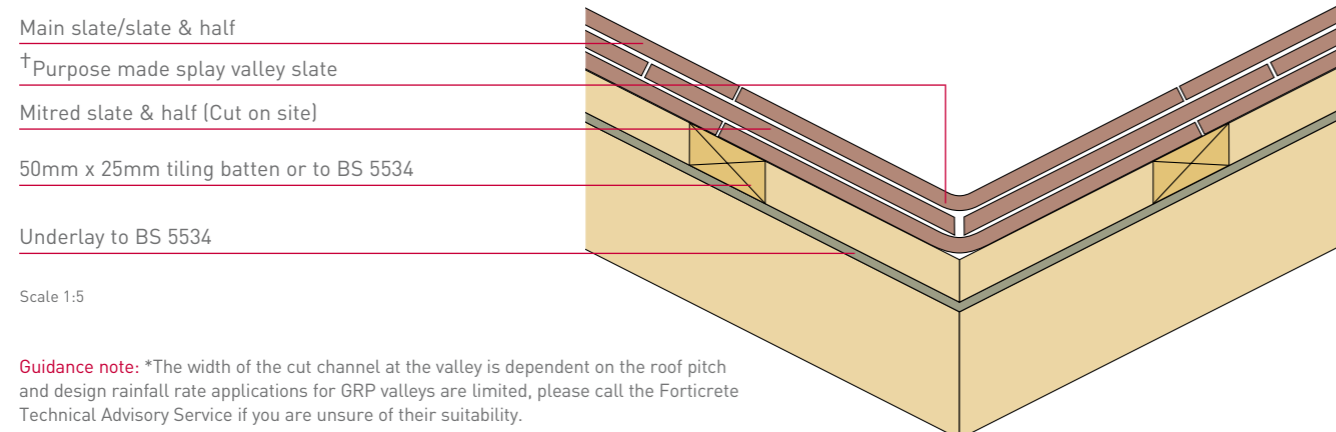 Main slate/slate & half
†Purpose made splay valley slate
Mitred slate & half (Cut on site)
50mm x 25mm tiling batten or to BS 5534
Underlay to BS 5534
Scale 1:5
Guidance note: *The width of the cut channel at the valley is dependent on the roof pitch
and design rainfall rate applications for GRP valleys are limited, please call the Forticrete
Technical Advisory Service if you are unsure of their suitability.